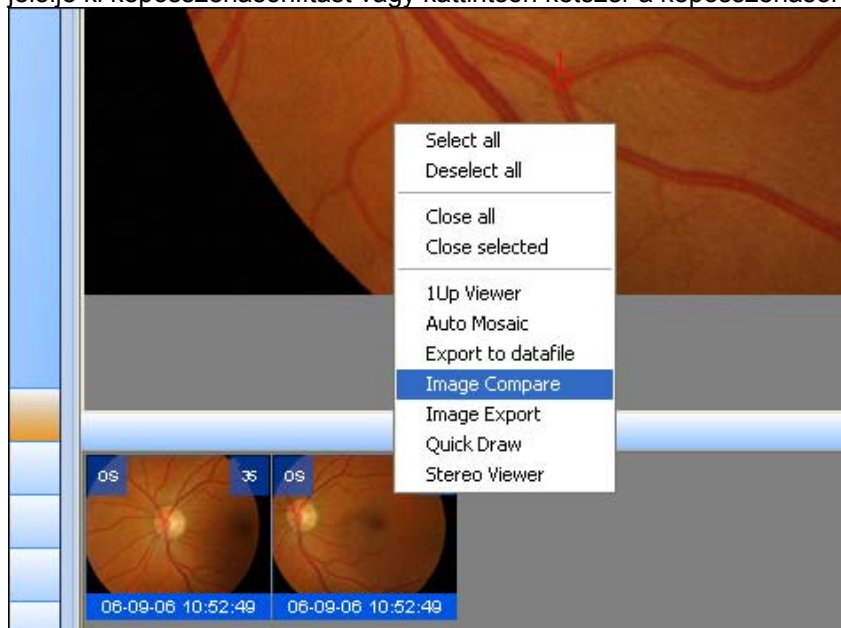 Select all
Deselect all
Close all
Close selected
1Up Viewer
Auto Mosaic
Export to datafile
Image Compare
Image Export
Quick Draw
Stereo Viewer
OS 35 OS
06-09-06 10:52:49 06-09-06 10:52:49